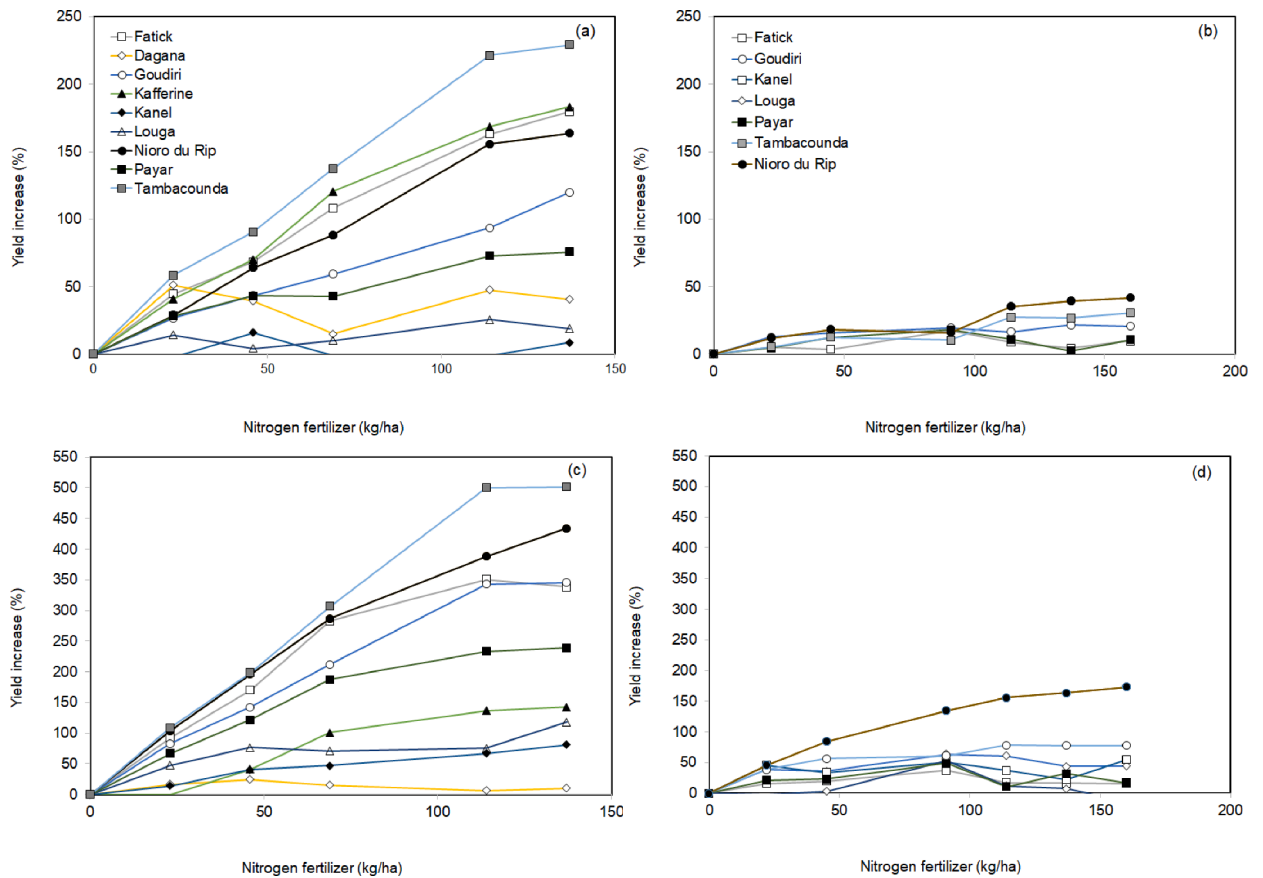 250
200
150
100
50
0
Yield increase (%)
(a)
Fatick
Dagana
Goudiri
Kafferine
Kanel
Louga
Nioro du Rip
Payar
Tambacounda
0
50
100
150
Nitrogen fertilizer (kg/ha)
250
200
150
100
50
0
Yield increase (%)
(b)
Fatick
Goudiri
Kanel
Louga
Payar
Tambacounda
Nioro du Rip
0
50
100
150
200
Nitrogen fertilizer (kg/ha)
550
500
450
400
350
300
250
200
150
100
50
0
Yield increase (%)
(c)
0
50
100
150
Nitrogen fertilizer (kg/ha)
550
500
450
400
350
300
250
200
150
100
50
0
Yield increase (%)
(d)
0
50
100
150
200
Nitrogen fertilizer (kg/ha)